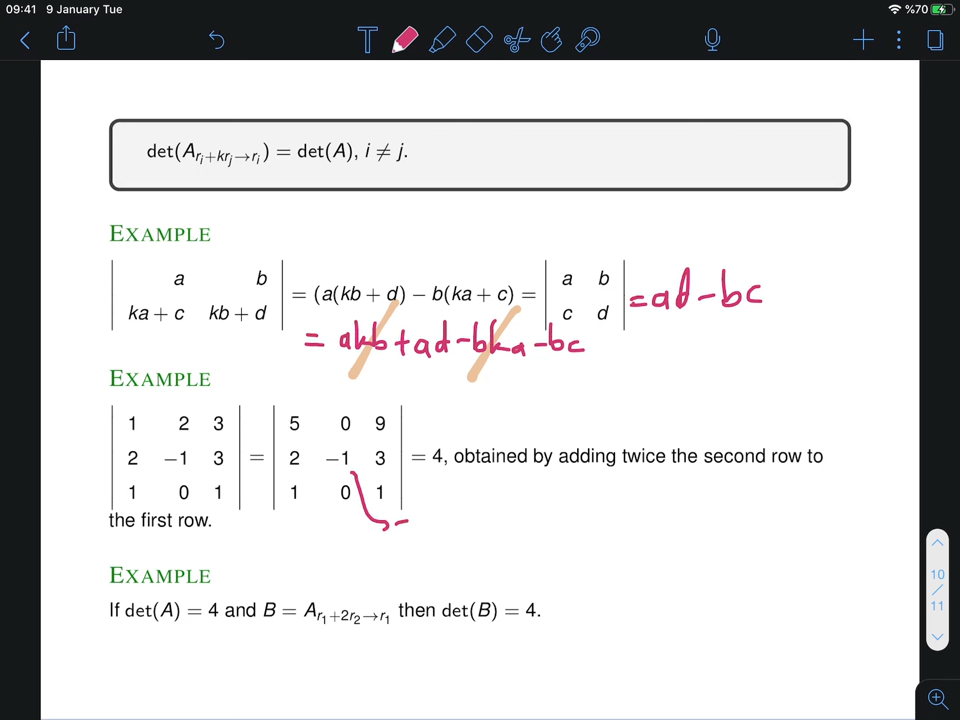 09:41 9 January Tue %70
det(A_{r_i+kr_j→r_i}) = det(A), i ≠ j.
EXAMPLE
| a b |
| ka + c kb + d | = (a(kb + d) − b(ka + c) = | a b |
| c d | = ad − bc
= akb + ad − bka − bc
EXAMPLE
| 1 2 3 | | 5 0 9 |
| 2 −1 3 | = | 2 −1 3 | = 4, obtained by adding twice the second row to
| 1 0 1 | | 1 0 1 |
the first row.
EXAMPLE
If det(A) = 4 and B = A_{r_1+2r_2→r_1} then det(B) = 4.
10
/
11